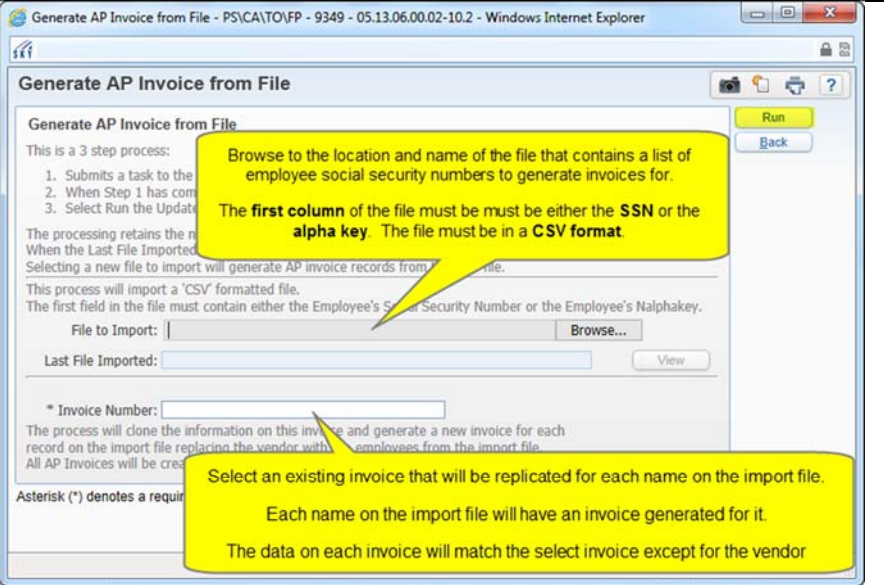 Generate AP Invoice from File - PS\CA\TO\FP - 9349 - 05.13.06.00.02-10.2 - Windows Internet Explorer
Generate AP Invoice from File
?
Generate AP Invoice from File
Run
Back
This is a 3 step process:
1. Submits a task to the
2. When Step 1 has com
3. Select Run the Update
Browse to the location and name of the file that contains a list of
employee social security numbers to generate invoices for.
The first column of the file must be must be either the SSN or the
alpha key. The file must be in a CSV format.
The processing retains the n
When the Last File Imported
Selecting a new file to import will generate AP invoice records from file.
This process will import a 'CSV' formatted file.
The first field in the file must contain either the Employee's Security Number or the Employee's Nalphakey.
File to Import:
Browse...
Last File Imported:
View
* Invoice Number:
The process will clone the information on this invoice and generate a new invoice for each
record on the import file replacing the vendor with employees from the import file.
All AP Invoices will be crea
Select an existing invoice that will be replicated for each name on the import file.
Each name on the import file will have an invoice generated for it.
The data on each invoice will match the select invoice except for the vendor
Asterisk (*) denotes a requir